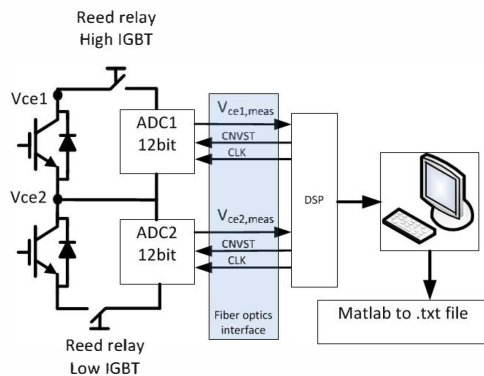 Reed relay
High IGBT
Vce1
ADC1
12bit
Vce1,meas
CNVST
CLK
DSP
Vce2
ADC2
12bit
Vce2,meas
CNVST
CLK
Fiber optics
interface
Matlab to .txt file
Reed relay
Low IGBT